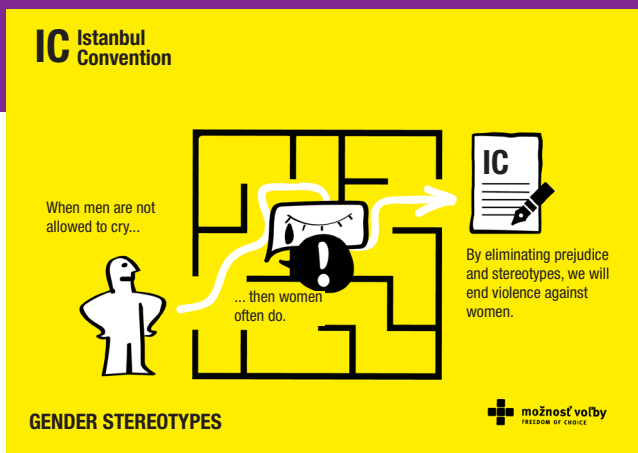 IC Istanbul
Convention
When men are not
allowed to cry...
... then women
often do.
!
IC
By eliminating prejudice
and stereotypes, we will
end violence against
women.
GENDER STEREOTYPES
možnosť voľby
FREEDOM OF CHOICE